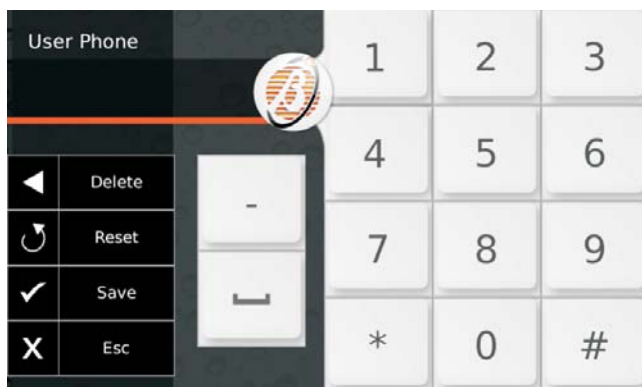 User Phone
1 2 3
4 5 6
7 8 9
* 0 #
-
Delete
Reset
Save
X Esc